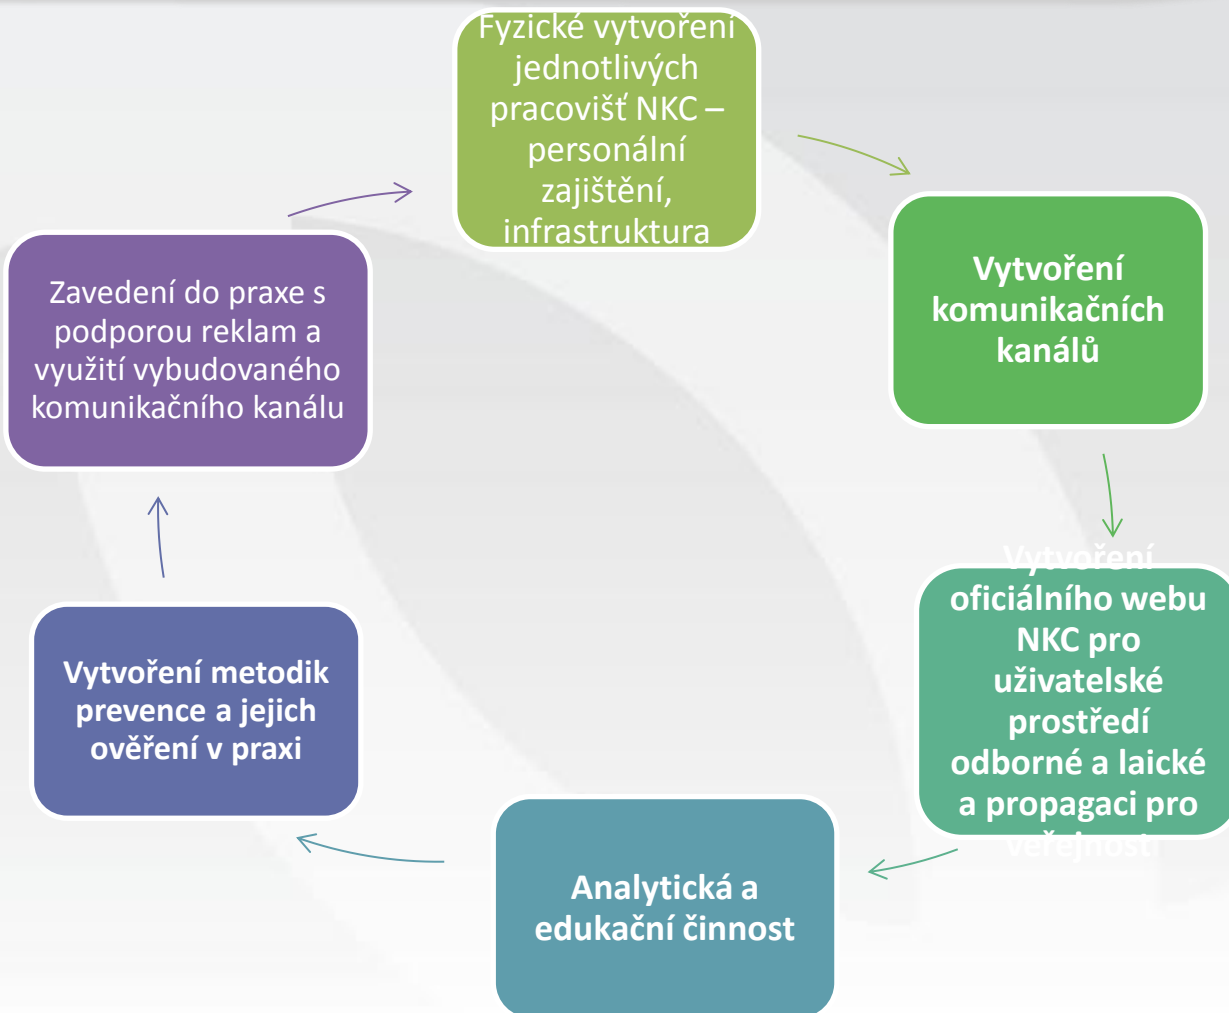 Fyzické vytvoření
jednotlivých
pracovišť NKC –
personální
zajištění,
infrastruktura
Vytvoření
komunikačních
kanálů
Vytvoření
oficiálního webu
NKC pro
uživatelské
prostředí
odborné a laické
a propagaci pro
veřejnost
Analytická a
edukační činnost
Vytvoření metodik
prevence a jejich
ověření v praxi
Zavedení do praxe s
podporou reklam a
využití vybudovaného
komunikačního kanálu